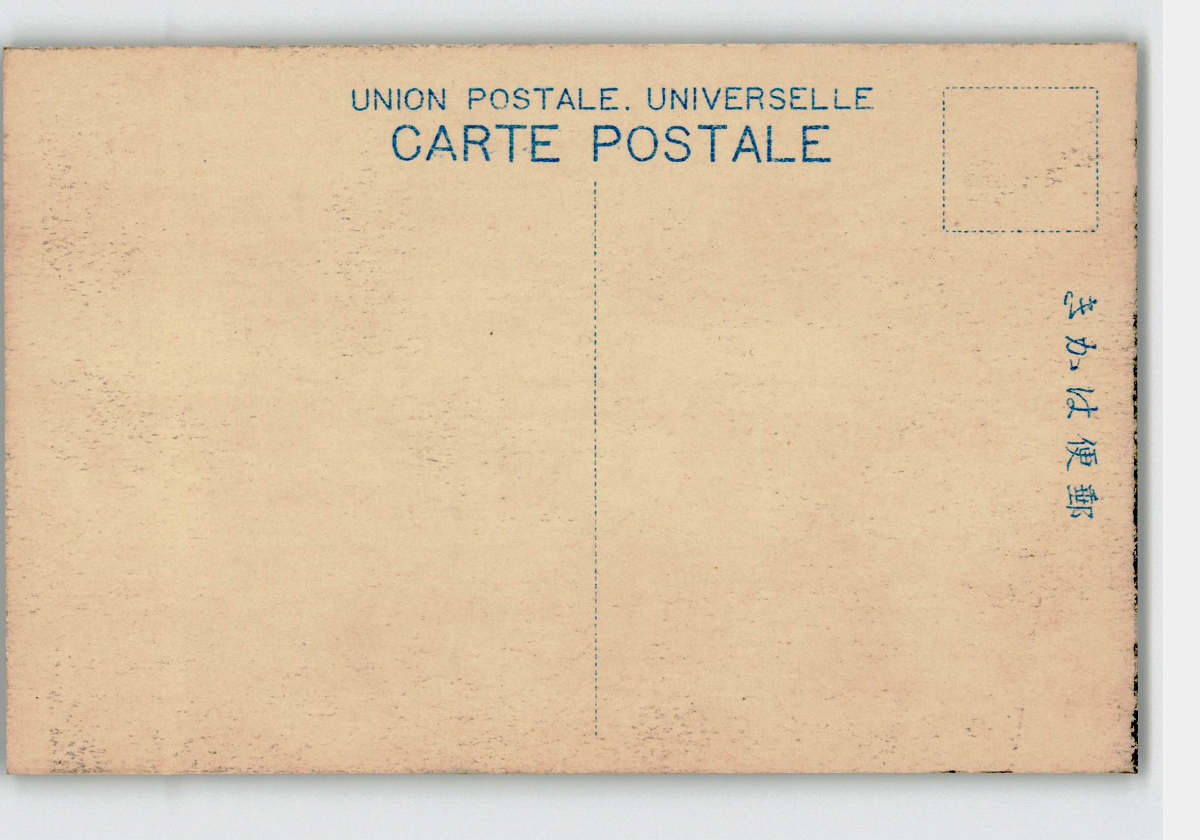 UNION POSTALE. UNIVERSELLE
CARTE POSTALE
きかは便郵